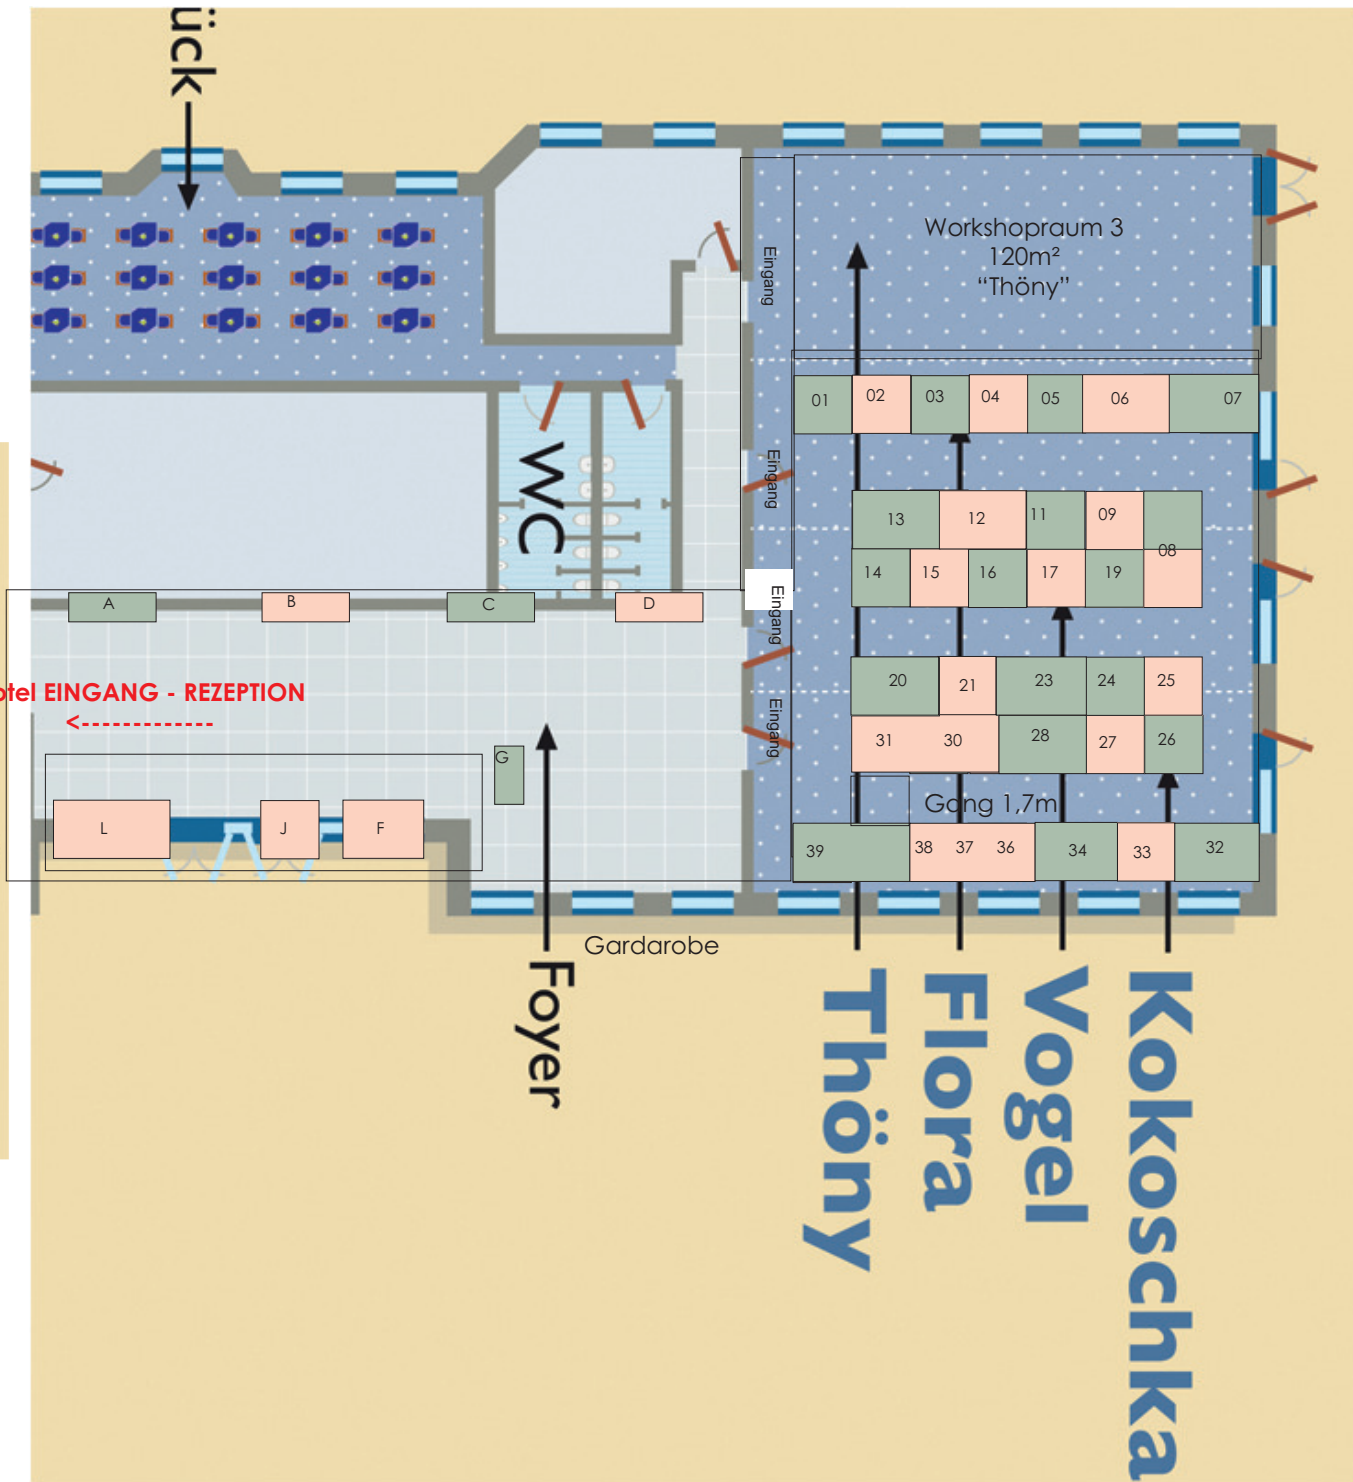 ück
Workshopraum 3
120m²
“Thöny”
Eingang
01
02
03
04
05
06
07
Eingang
WC
13
12
11
09
08
14
15
16
17
19
Eingang
A
B
C
D
otel EINGANG - REZEPTION
<-------------
20
21
23
24
25
Eingang
31
30
28
27
26
G
Gang 1,7m
L
J
F
39
38
37
36
34
33
32
Gardarobe
Foyer
Thöny
Flora
Vogel
Kokoschka